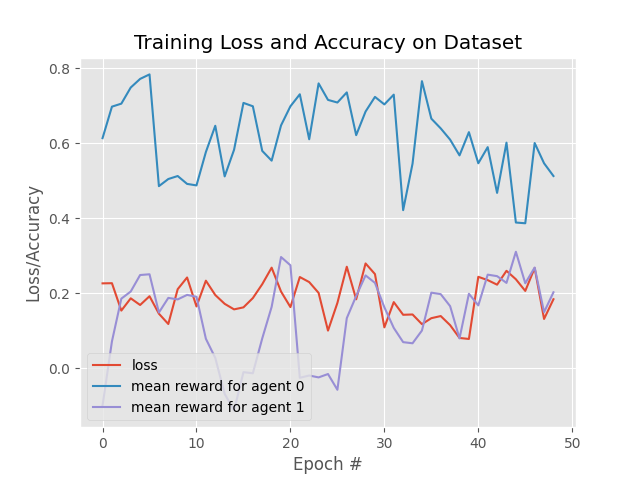 Training Loss and Accuracy on Dataset
0.8
0.6
0.4
0.2
0.0
Loss/Accuracy
loss
mean reward for agent 0
mean reward for agent 1
0 10 20 30 40 50
Epoch #